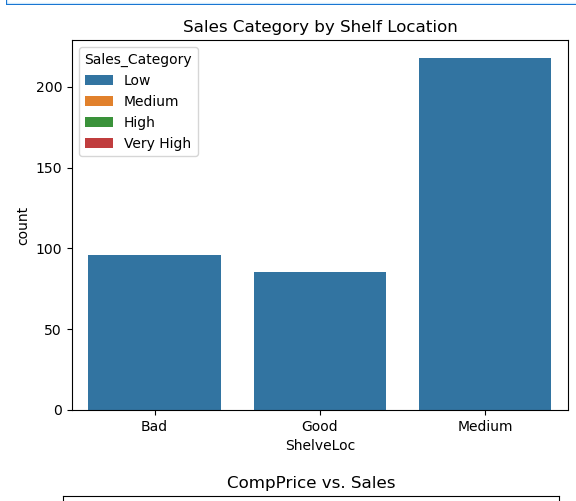 Sales Category by Shelf Location
Sales_Category
Low
Medium
High
Very High
200
150
100
50
0
count
Bad Good Medium
ShelveLoc
CompPrice vs. Sales